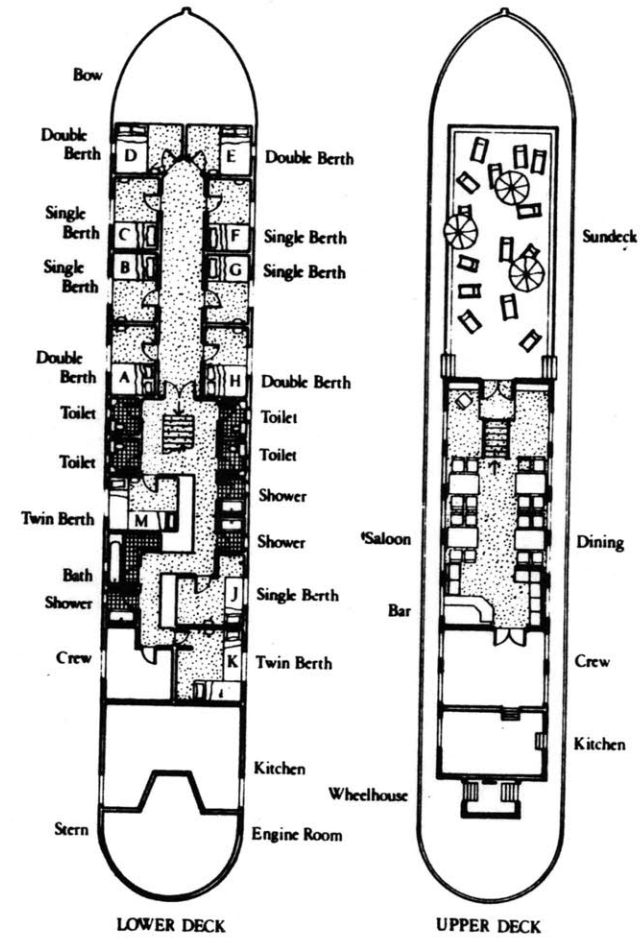 Bow
Double
Berth
D
E
Double Berth
Single
Berth
C
F
Single Berth
Single
Berth
B
G
Single Berth
Double
Berth
A
H
Double Berth
Toilet
Toilet
Toilet
Toilet
Shower
Twin Berth
M
Shower
Bath
Shower
J
Single Berth
Crew
K
Twin Berth
Kitchen
Stern
Engine Room
LOWER DECK
Sundeck
Saloon
Dining
Bar
Crew
Kitchen
Wheelhouse
UPPER DECK